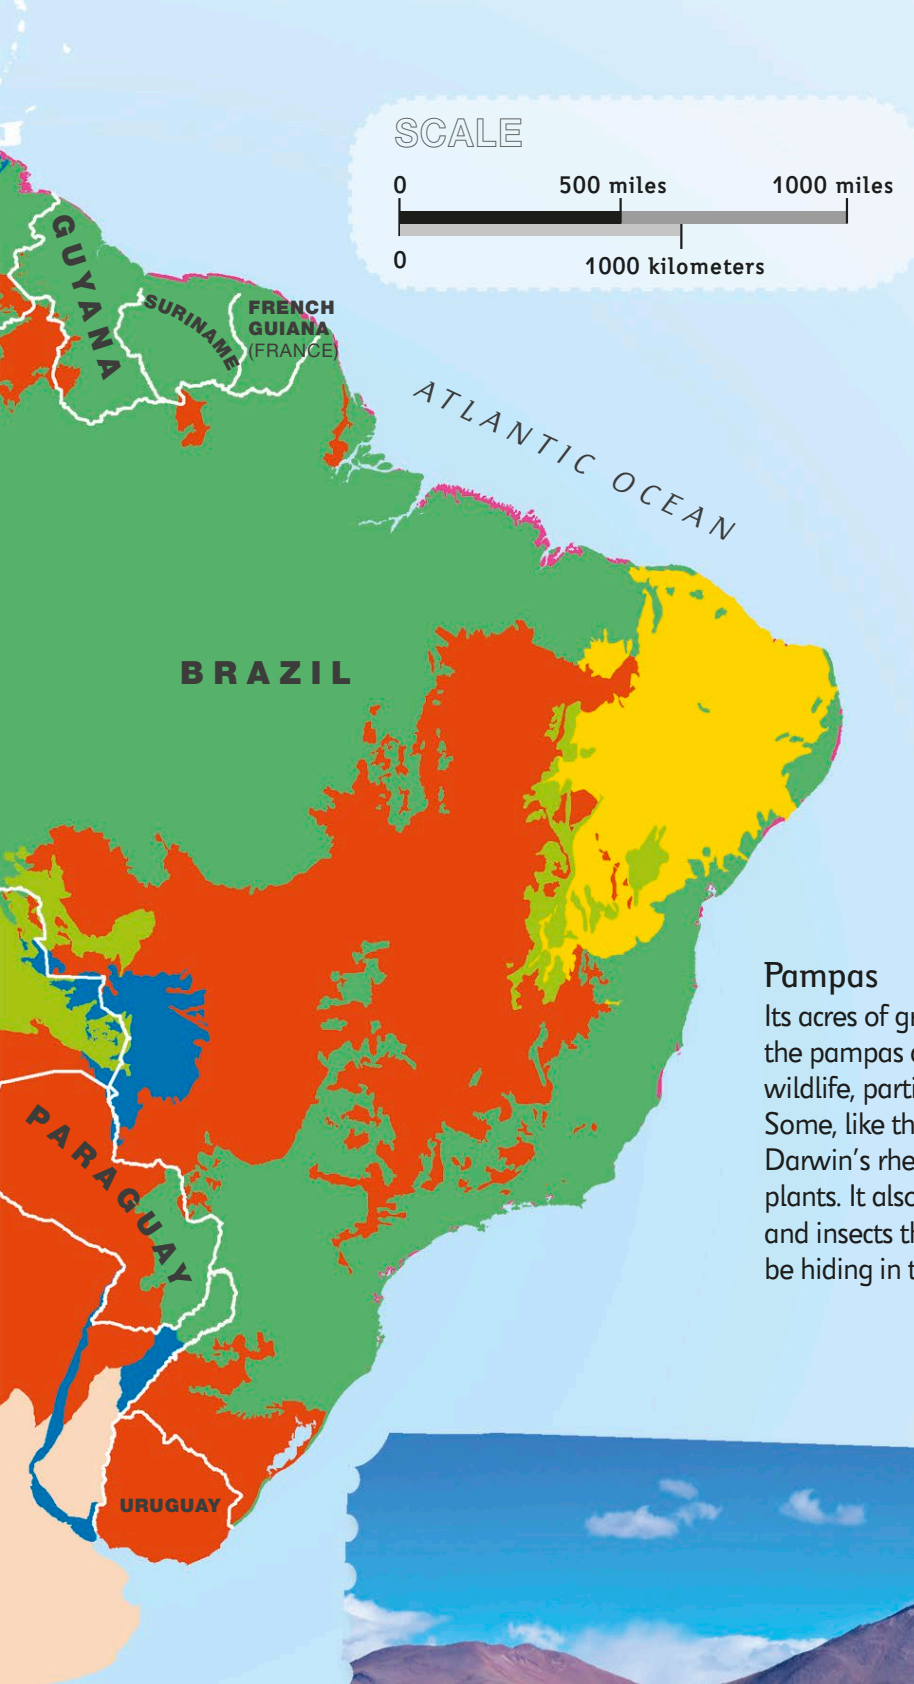 SCALE
0 500 miles 1000 miles
0 1000 kilometers
GUYANA
SURINAME
FRENCH
GUIANA
(FRANCE)
ATLANTIC OCEAN
BRAZIL
Pampas
Its acres of gr
the pampas
wildlife, parti
Some, like th
Darwin's rhe
plants. It also
and insects th
be hiding in t
PARAGUAY
URUGUAY